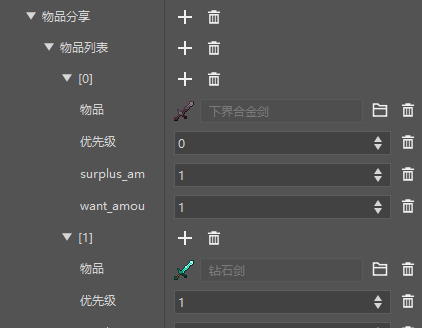 物品分享
物品列表
[0]
物品 下界合金剑
优先级 0
surplus_am 1
want_amou 1
[1]
物品 钻石剑
优先级 1